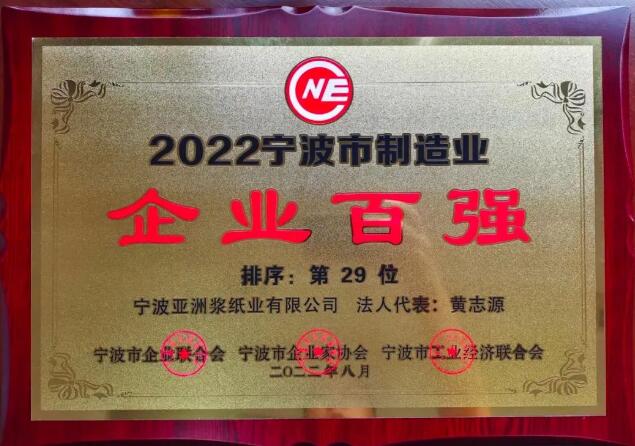 NE
2022宁波市制造业
企业百强
排序：第 29 位
宁波亚洲浆纸业有限公司 法人代表：黄志源
宁波市企业联合会 宁波市企业家协会 宁波市工业经济联合会
二〇二二年八月